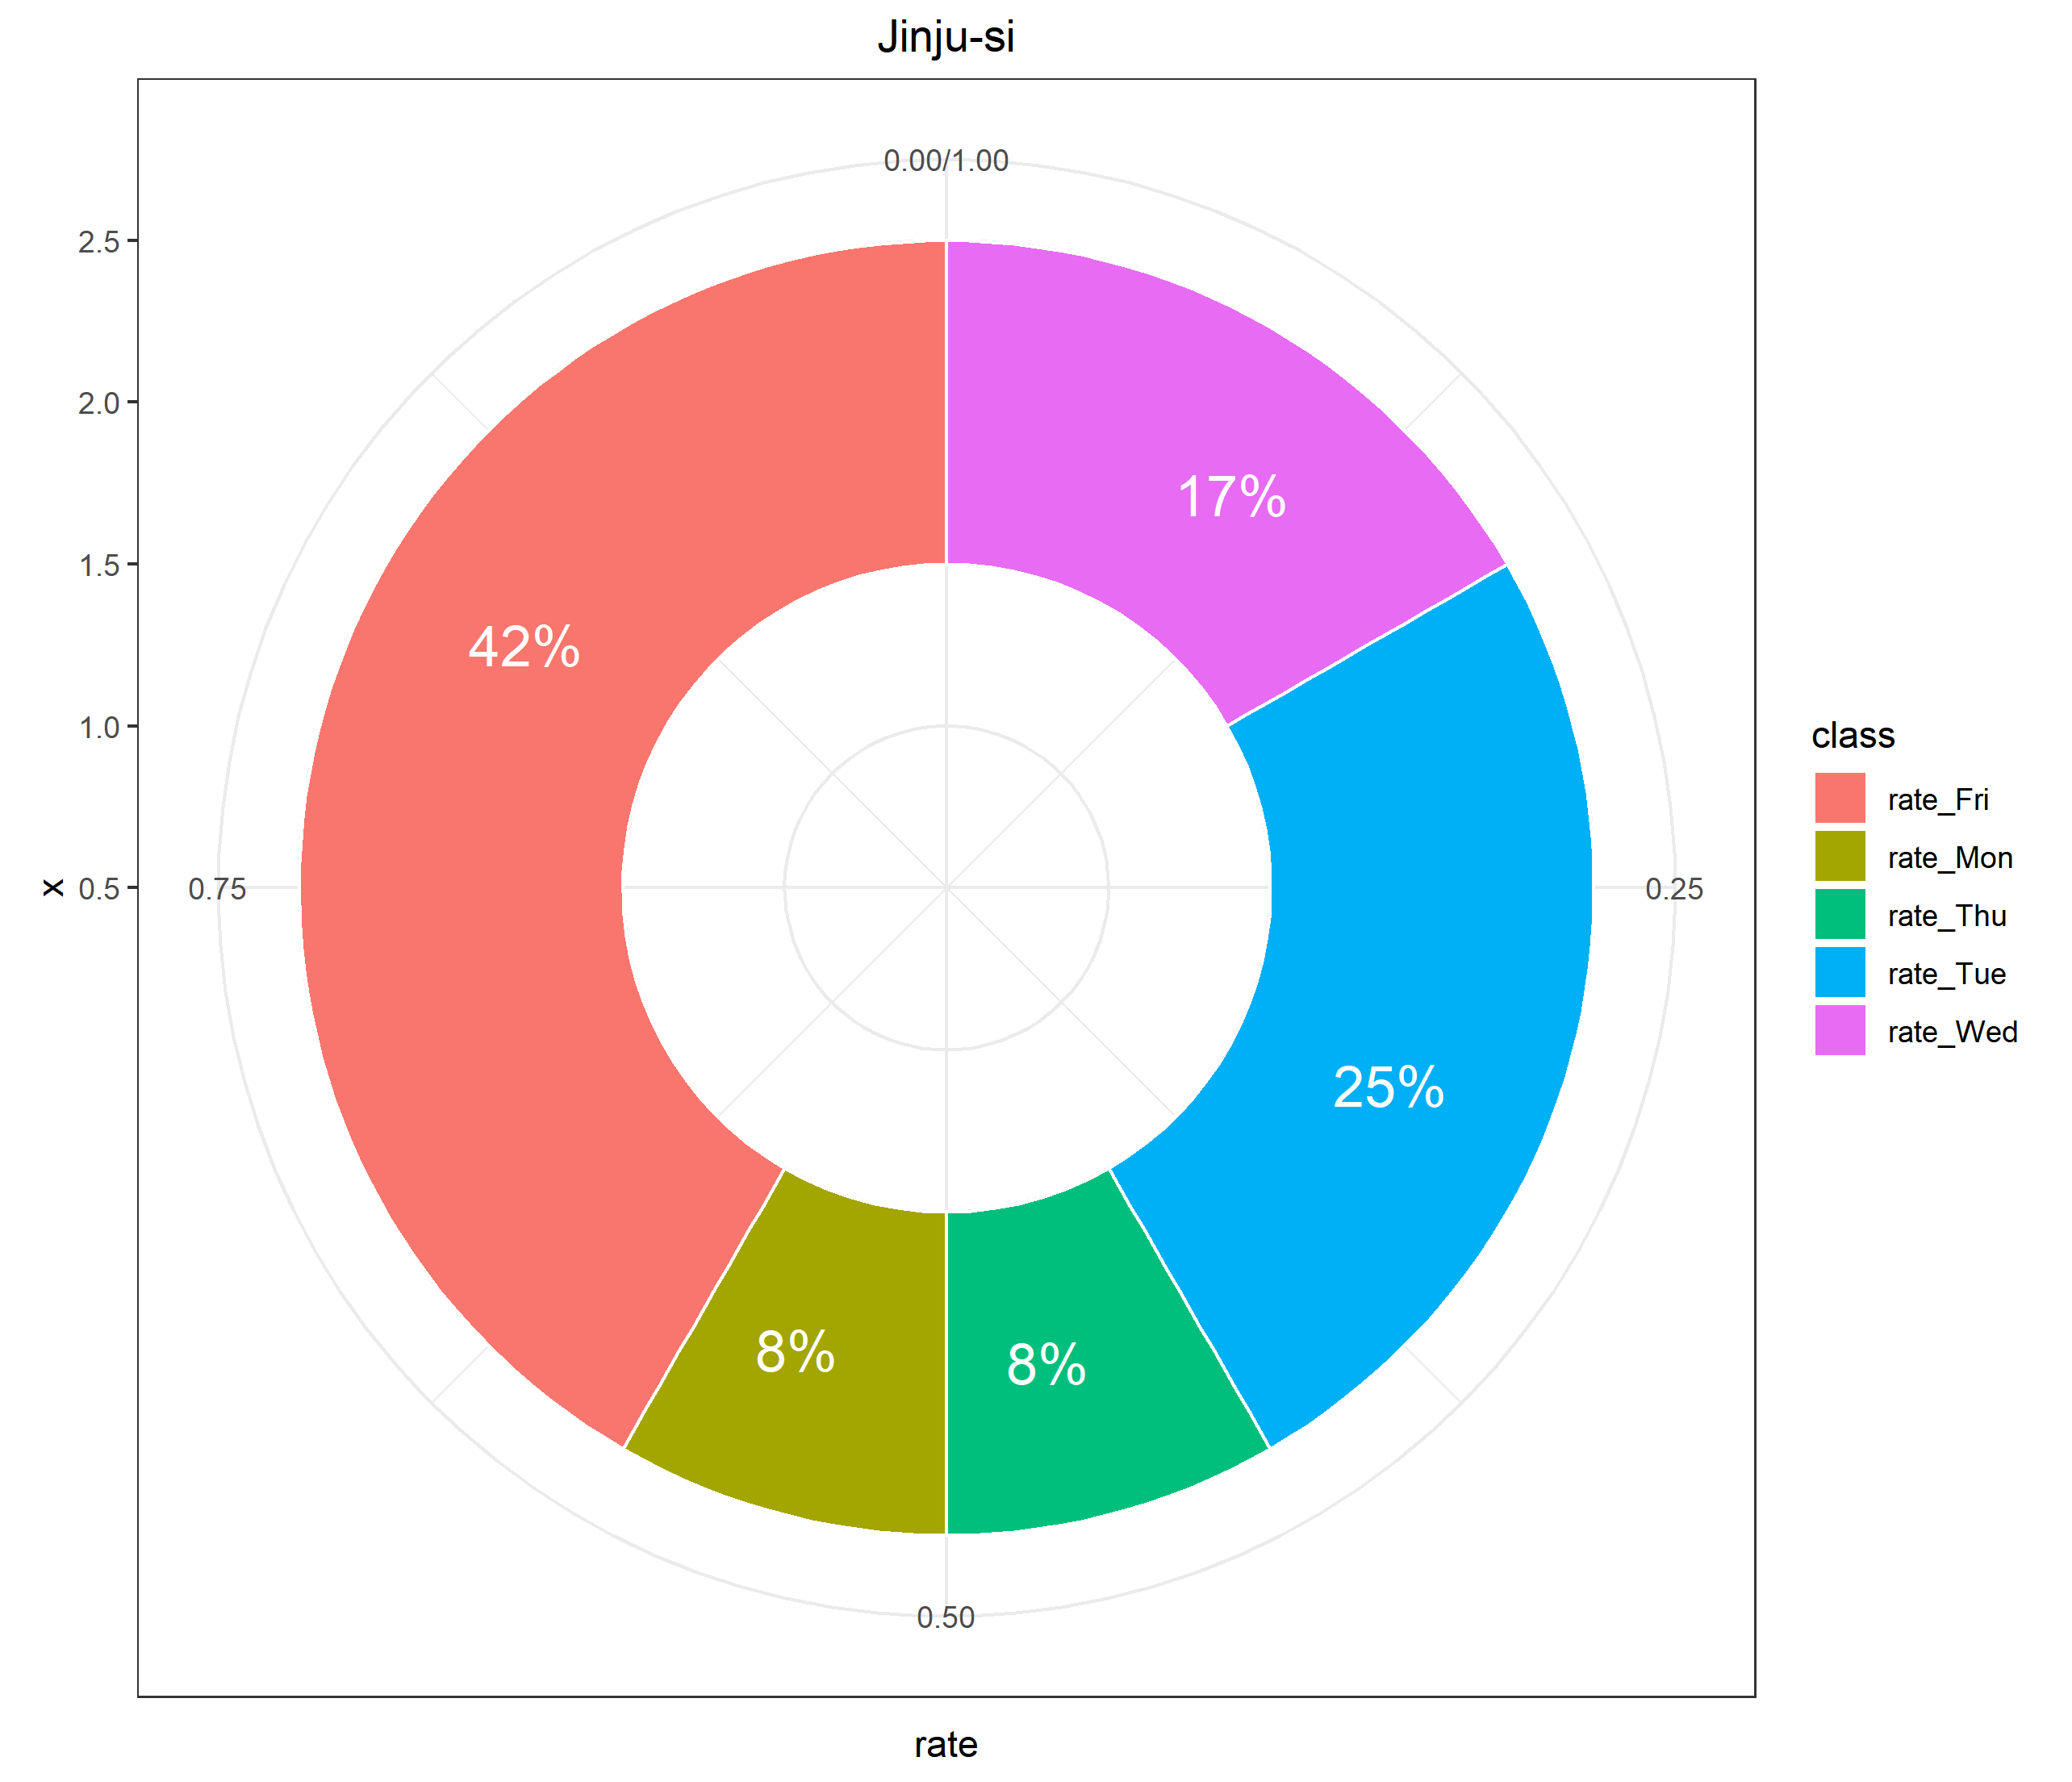 Jinju-si
0.00/1.00
2.5
2.0
1.5
1.0
0.5
x
0.75
0.25
0.50
17%
42%
25%
8%
8%
rate
class
rate_Fri
rate_Mon
rate_Thu
rate_Tue
rate_Wed